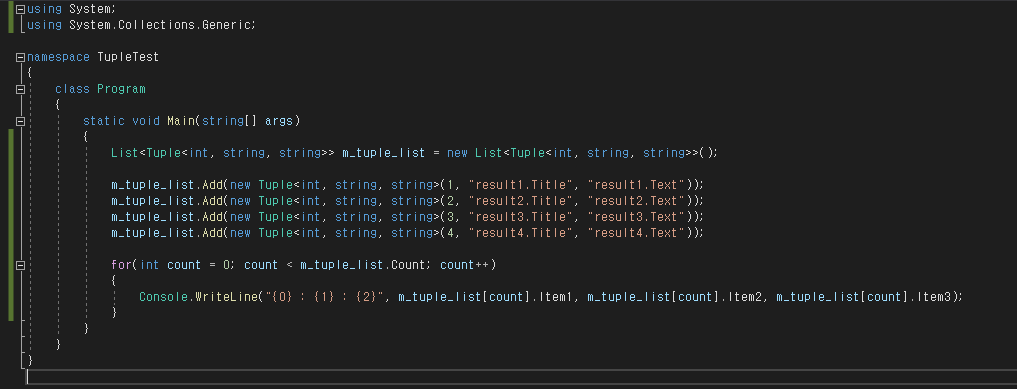 using System;
using System.Collections.Generic;
namespace TupleTest
{
class Program
{
static void Main(string[] args)
{
List<Tuple<int, string, string>> m_tuple_list = new List<Tuple<int, string, string>>();
m_tuple_list.Add(new Tuple<int, string, string>(1, "result1.Title", "result1.Text"));
m_tuple_list.Add(new Tuple<int, string, string>(2, "result2.Title", "result2.Text"));
m_tuple_list.Add(new Tuple<int, string, string>(3, "result3.Title", "result3.Text"));
m_tuple_list.Add(new Tuple<int, string, string>(4, "result4.Title", "result4.Text"));
for(int count = 0; count < m_tuple_list.Count; count++)
{
Console.WriteLine("{0} : {1} : {2}", m_tuple_list[count].Item1, m_tuple_list[count].Item2, m_tuple_list[count].Item3);
}
}
}
}